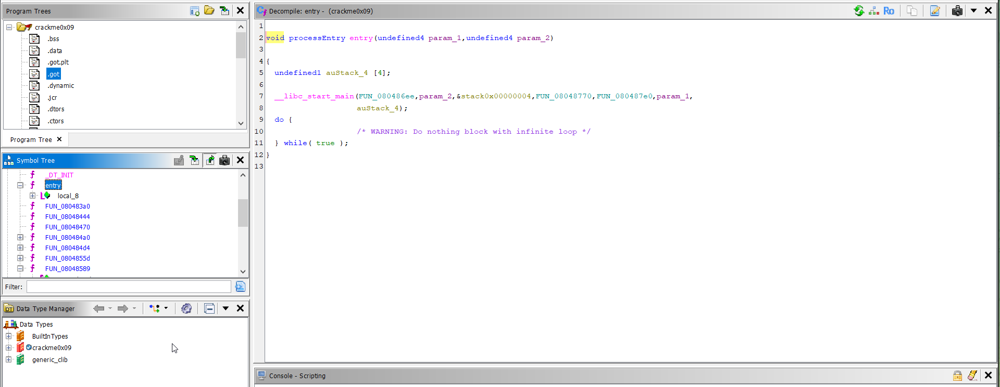 Program Trees
crackme0x09
.bss
.data
.got.plt
.got
.dynamic
.jcr
.dtors
.ctors
Program Tree
Symbol Tree
_DT_INIT
entry
local_8
FUN_080483a0
FUN_08048444
FUN_08048470
FUN_080484a0
FUN_080484d4
FUN_0804855d
FUN_08048589
Filter:
Data Type Manager
Data Types
BuiltInTypes
crackme0x09
generic_clib
Decompile: entry - (crackme0x09)
Ro
1
2 void processEntry entry(undefined4 param_1,undefined4 param_2)
3
4 {
5 undefined1 auStack_4 [4];
6
7 __libc_start_main(FUN_080486ee,param_2,&stack0x00000004,FUN_08048770,FUN_080487e0,param_1,
8 auStack_4);
9 do {
10 /* WARNING: Do nothing block with infinite loop */
11 } while( true );
12 }
13
Console - Scripting